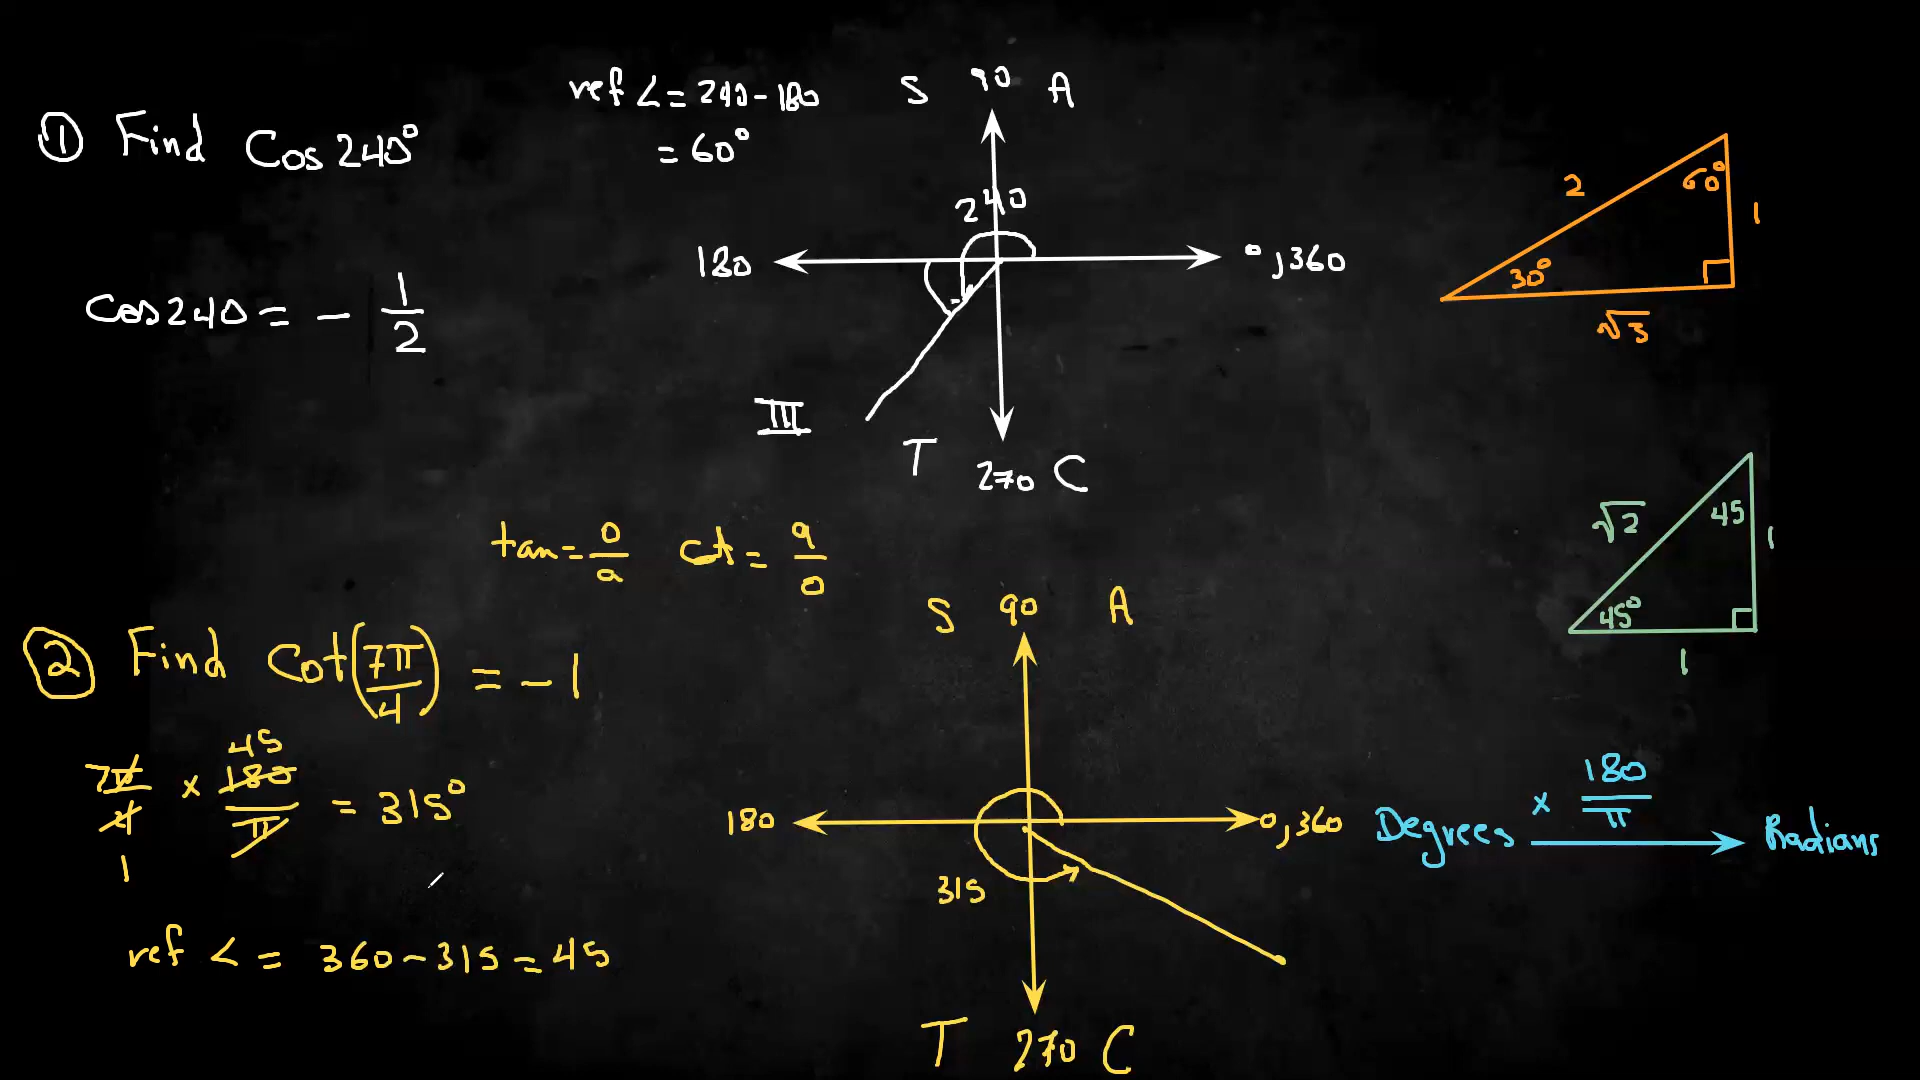 ① Find Cos 240°
ref ∠ = 240 - 180
= 60°
S 90 A
240
180
0, 360
III
T 270 C
Cos 240 = - 1/2
2
60°
1
30°
√3
√2
45
1
45°
1
tan = o/a cot = a/o
② Find Cot(7π/4) = -1
7π/4 × 180/π = 315°
45
1
ref ∠ = 360 - 315 = 45
S 90 A
180
0, 360
315
T 270 C
Degrees × 180/π Radians